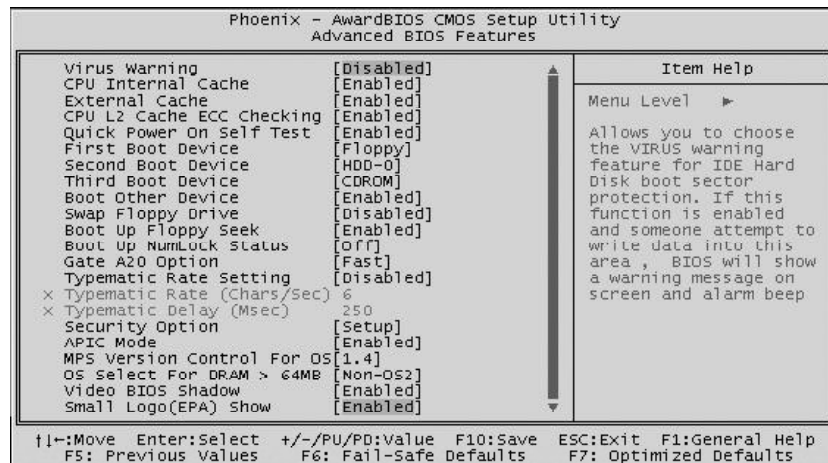 Phoenix - AwardBIOS CMOS Setup Utility
Advanced BIOS Features
Virus Warning [Disabled]
CPU Internal Cache [Enabled]
External Cache [Enabled]
CPU L2 Cache ECC Checking [Enabled]
Quick Power On Self Test [Enabled]
First Boot Device [Floppy]
Second Boot Device [HDD-0]
Third Boot Device [CDROM]
Boot Other Device [Enabled]
Swap Floppy Drive [Disabled]
Boot Up Floppy Seek [Enabled]
Boot Up NumLock Status [Off]
Gate A20 Option [Fast]
Typematic Rate Setting [Disabled]
× Typematic Rate (Chars/Sec) 6
× Typematic Delay (Msec) 250
Security Option [Setup]
APIC Mode [Enabled]
MPS Version Control For OS[1.4]
OS Select For DRAM > 64MB [Non-OS2]
Video BIOS Shadow [Enabled]
Small Logo(EPA) Show [Enabled]
Item Help
Menu Level ►
Allows you to choose
the VIRUS warning
feature for IDE Hard
Disk boot sector
protection. If this
function is enabled
and someone attempt to
write data into this
area , BIOS will show
a warning message on
screen and alarm beep
↑↓←:Move Enter:Select +/-/PU/PD:Value F10:Save ESC:Exit F1:General Help
F5: Previous Values F6: Fail-Safe Defaults F7: Optimized Defaults